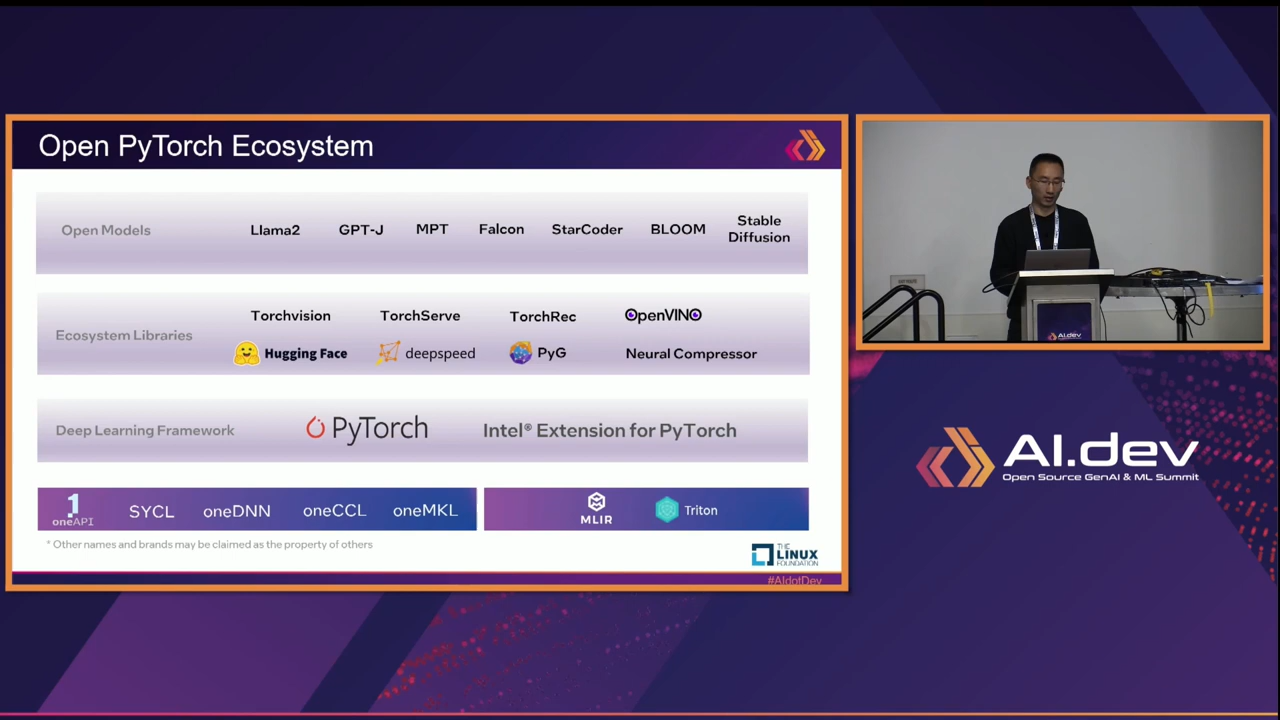 Open PyTorch Ecosystem
Open Models
Llama2 GPT-J MPT Falcon StarCoder BLOOM Stable Diffusion
Ecosystem Libraries
Torchvision TorchServe TorchRec OpenVINO
Hugging Face deepspeed PyG Neural Compressor
Deep Learning Framework
PyTorch Intel® Extension for PyTorch
1 oneAPI SYCL oneDNN oneCCL oneMKL
MLIR Triton
* Other names and brands may be claimed as the property of others
THE LINUX FOUNDATION
#AIdotDev
AI.dev
AI.dev
Open Source GenAI & ML Summit